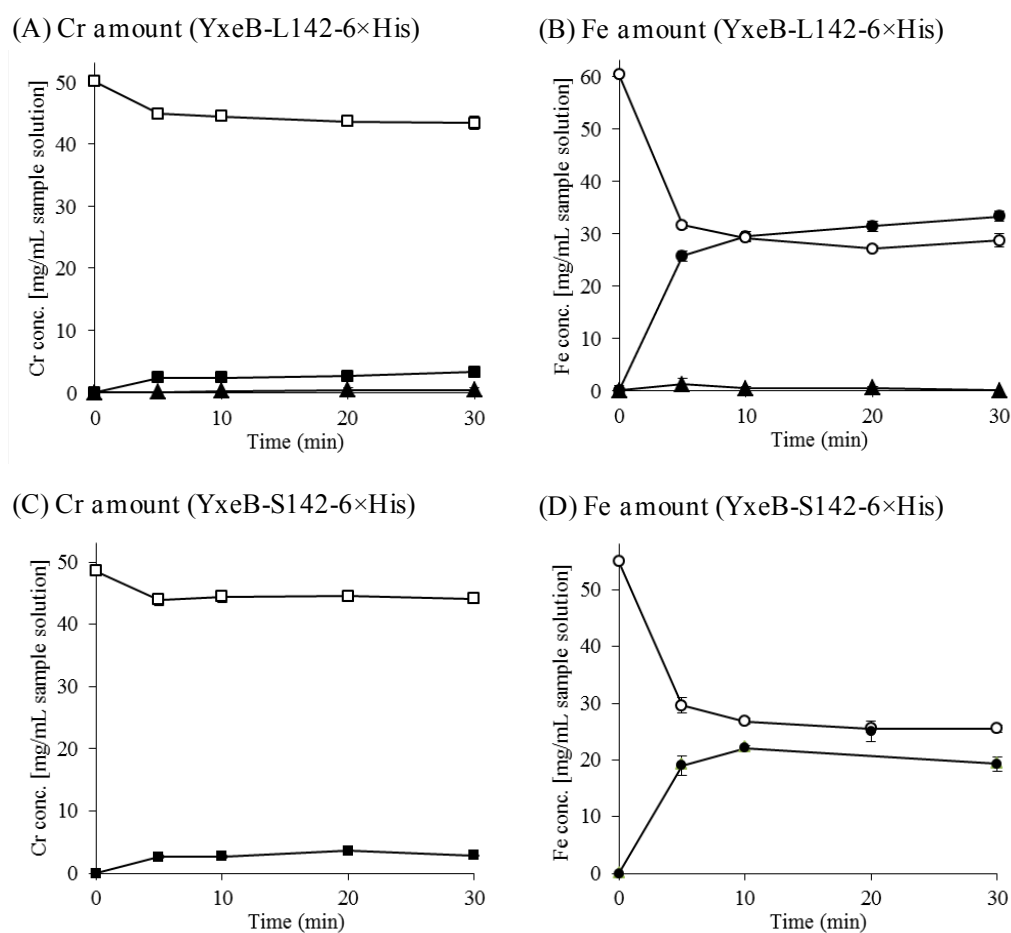 (A) Cr amount (YxeB-L142-6×His)
Cr conc. [mg/mL sample solution]
50
40
30
20
10
0
0 10 20 30
Time (min)
(B) Fe amount (YxeB-L142-6×His)
Fe conc. [mg/mL sample solution]
60
50
40
30
20
10
0
0 10 20 30
Time (min)
(C) Cr amount (YxeB-S142-6×His)
Cr conc. [mg/mL sample solution]
50
40
30
20
10
0
0 10 20 30
Time (min)
(D) Fe amount (YxeB-S142-6×His)
Fe conc. [mg/mL sample solution]
50
40
30
20
10
0
0 10 20 30
Time (min)